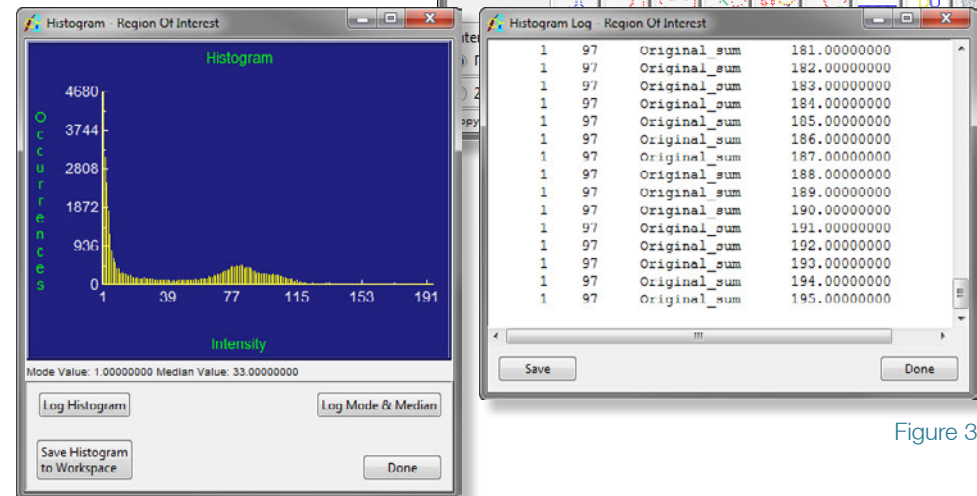 Histogram - Region Of Interest
Histogram
Occurrences
4680
3744
2808
1872
936
0
1 39 77 115 153 191
Intensity
Mode Value: 1.00000000 Median Value: 33.00000000
Log Histogram
Log Mode & Median
Save Histogram
to Workspace
Done
Histogram Log - Region Of Interest
1 97 Original_sum 181.00000000
1 97 Original_sum 182.00000000
1 97 Original_sum 183.00000000
1 97 Original_sum 184.00000000
1 97 Original_sum 185.00000000
1 97 Original_sum 186.00000000
1 97 Original_sum 187.00000000
1 97 Original_sum 188.00000000
1 97 Original_sum 189.00000000
1 97 Original_sum 190.00000000
1 97 Original_sum 191.00000000
1 97 Original_sum 192.00000000
1 97 Original_sum 193.00000000
1 97 Original_sum 194.00000000
1 97 Original_sum 195.00000000
Save
Done
Figure 3